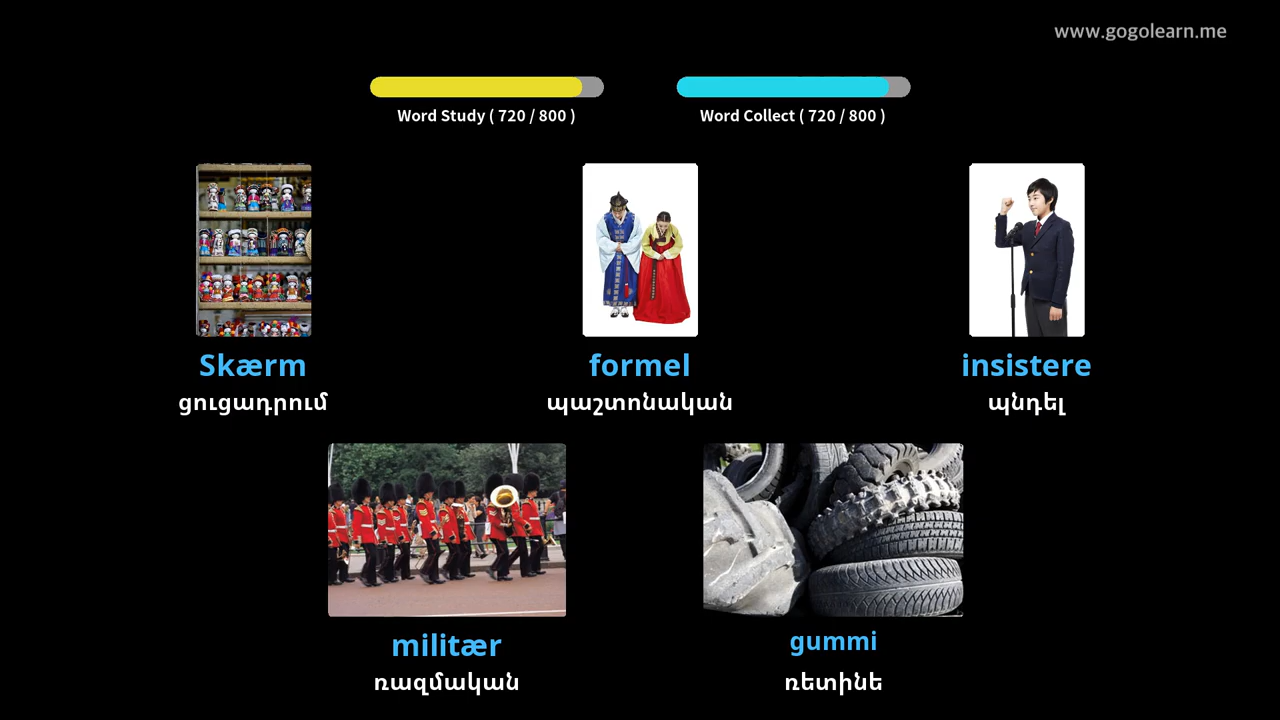 www.gogolearn.me
Word Study ( 720 / 800 )
Word Collect ( 720 / 800 )
Skærm
ցուցադրում
formel
պաշտոնական
insistere
պնդել
militær
ռազմական
gummi
ռետինե